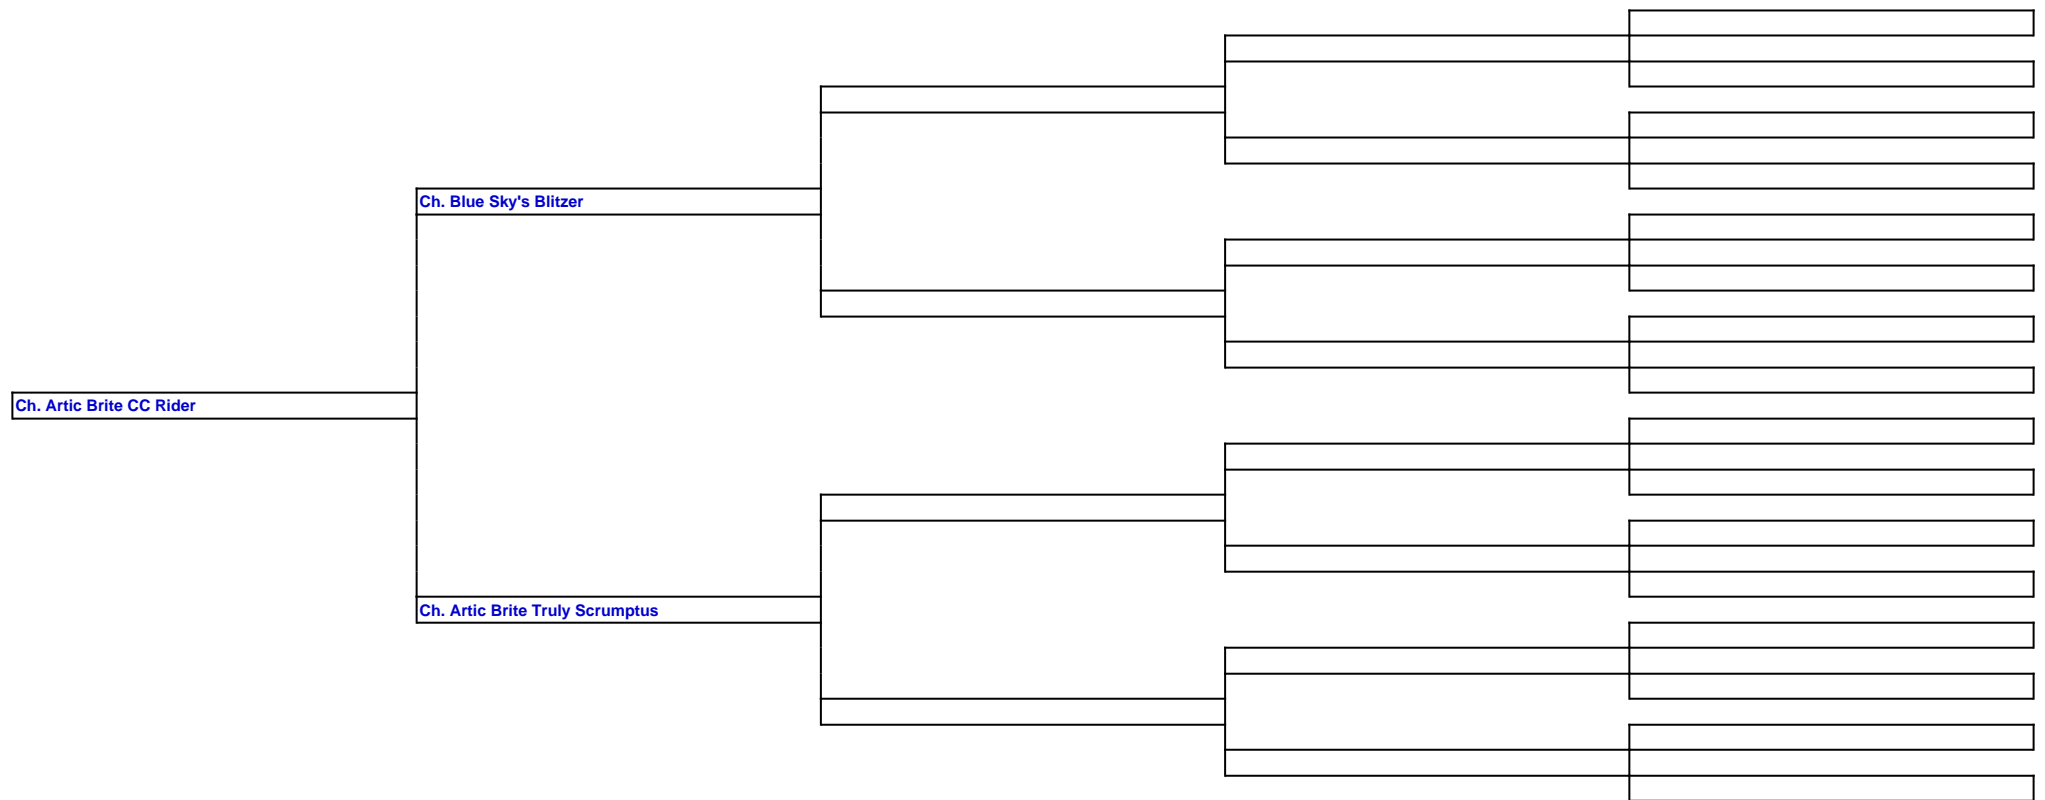 Ch. Blue Sky's Blitzer
Ch. Artic Brite CC Rider
Ch. Artic Brite Truly Scrumptus